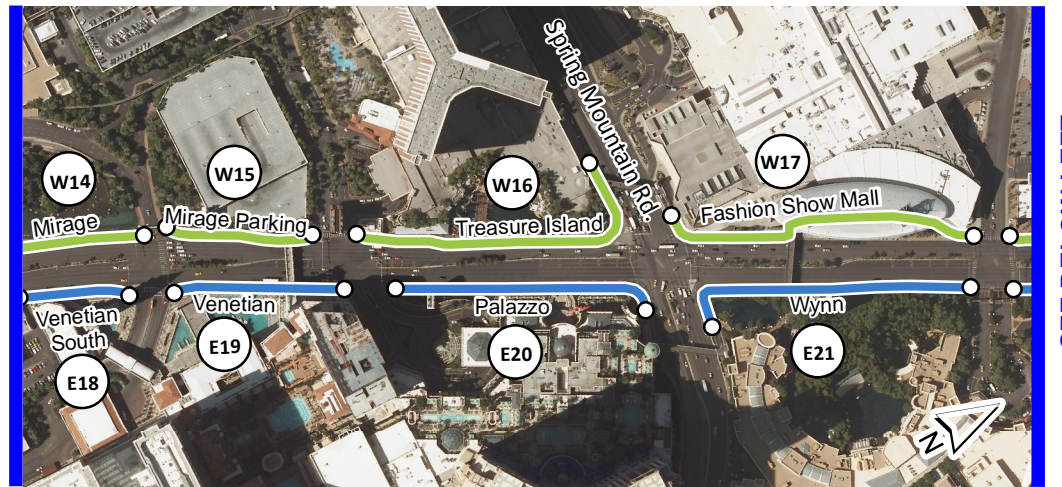 Spring Mountain Rd.
W14
W15
W16
W17
Mirage
Mirage Parking
Treasure Island
Fashion Show Mall
Venetian
South
Venetian
Palazzo
Wynn
E18
E19
E20
E21
N